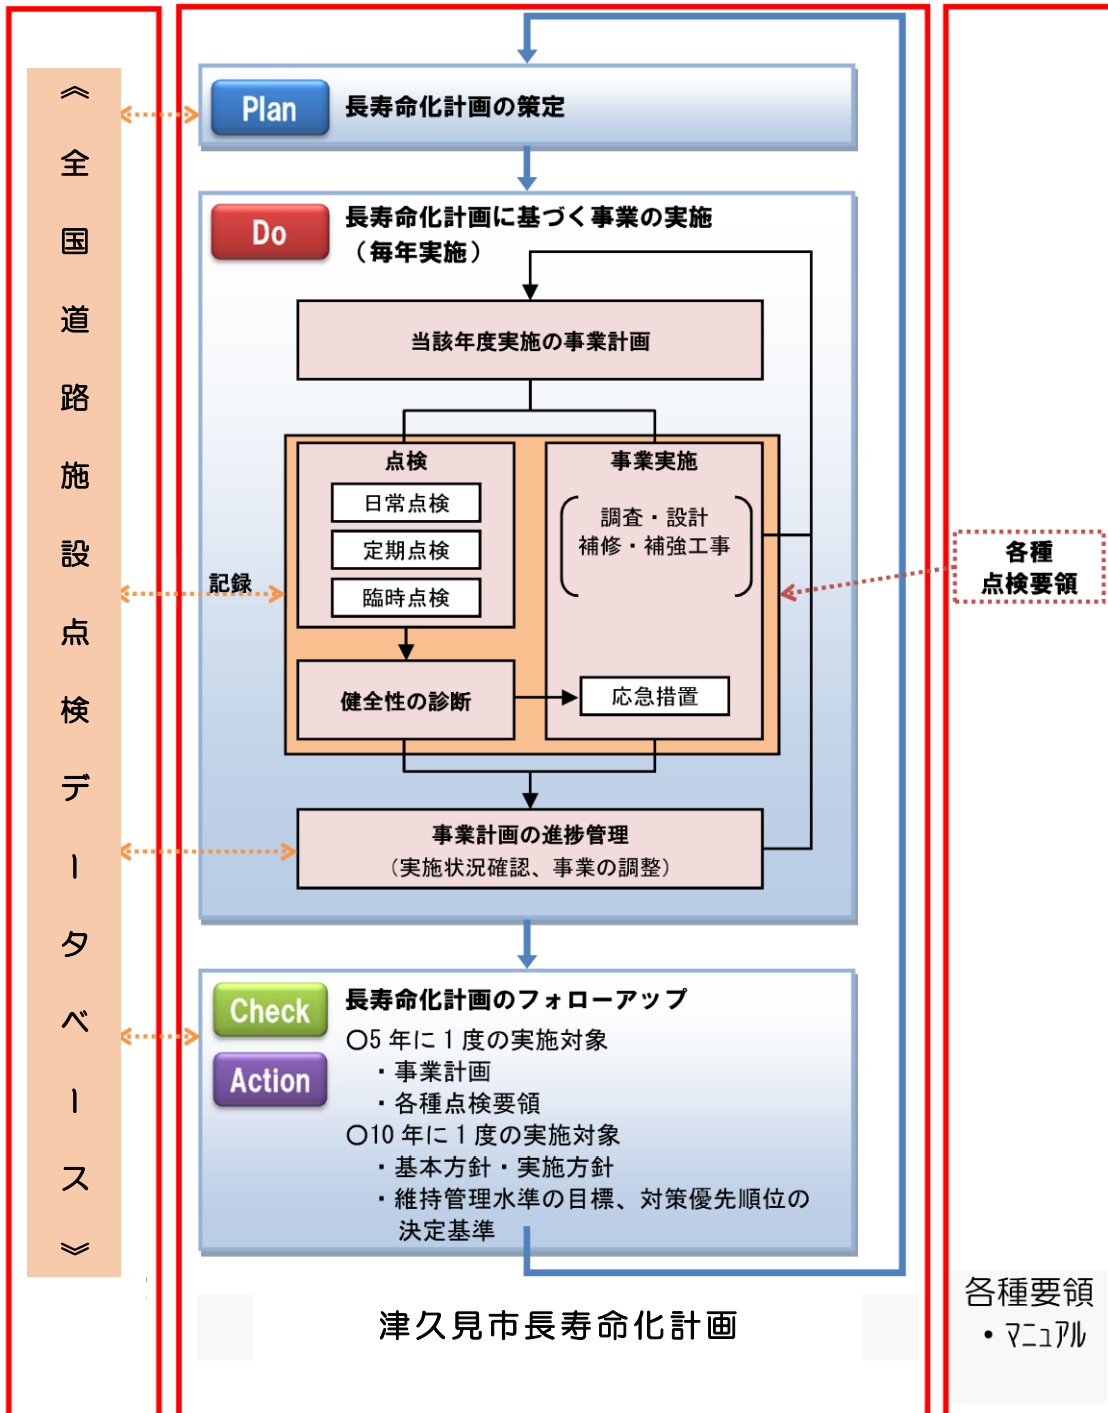 《全国道路施設点検データベース》
Plan
長寿命化計画の策定
Do
長寿命化計画に基づく事業の実施
（毎年実施）
当該年度実施の事業計画
点検
日常点検
定期点検
臨時点検
事業実施
調査・設計
補修・補強工事
記録
健全性の診断
応急措置
事業計画の進捗管理
（実施状況確認、事業の調整）
Check
Action
長寿命化計画のフォローアップ
〇5年に1度の実施対象
・事業計画
・各種点検要領
〇10年に1度の実施対象
・基本方針・実施方針
・維持管理水準の目標、対策優先順位の
決定基準
津久見市長寿命化計画
各種
点検要領
各種要領
・マニュアル